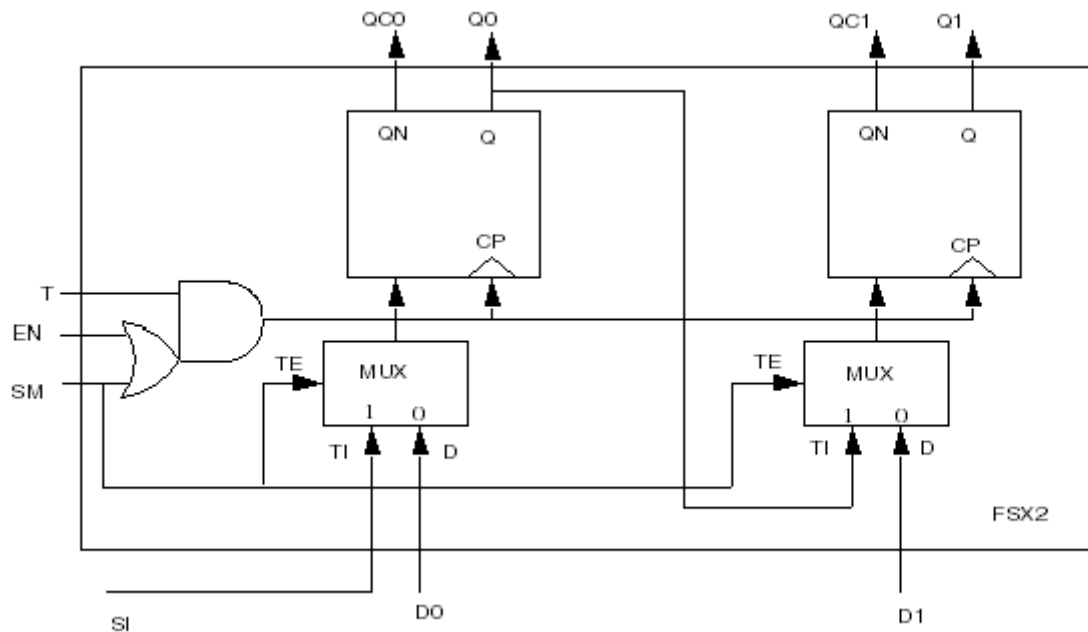 QC0 Q0 QC1 Q1
QN Q QN Q
CP CP
T
EN
SM
TE MUX TE MUX
1 0 1 0
TI D TI D
FSX2
SI D0 D1